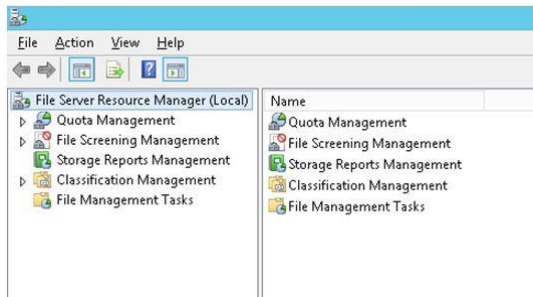 File Action View Help
File Server Resource Manager (Local)
Quota Management
File Screening Management
Storage Reports Management
Classification Management
File Management Tasks
Name
Quota Management
File Screening Management
Storage Reports Management
Classification Management
File Management Tasks